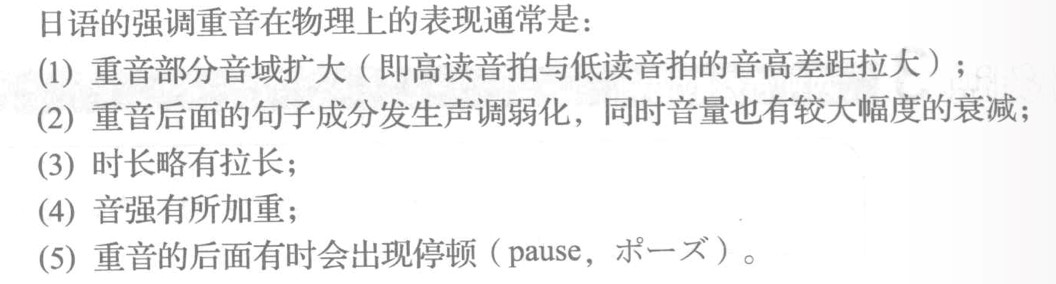 日语的强调重音在物理上的表现通常是：
(1) 重音部分音域扩大（即高读音拍与低读音拍的音高差距拉大）；
(2) 重音后面的句子成分发生声调弱化，同时音量也有较大幅度的衰减；
(3) 时长略有拉长；
(4) 音强有所加重；
(5) 重音的后面有时会出现停顿（pause，ポーズ）。